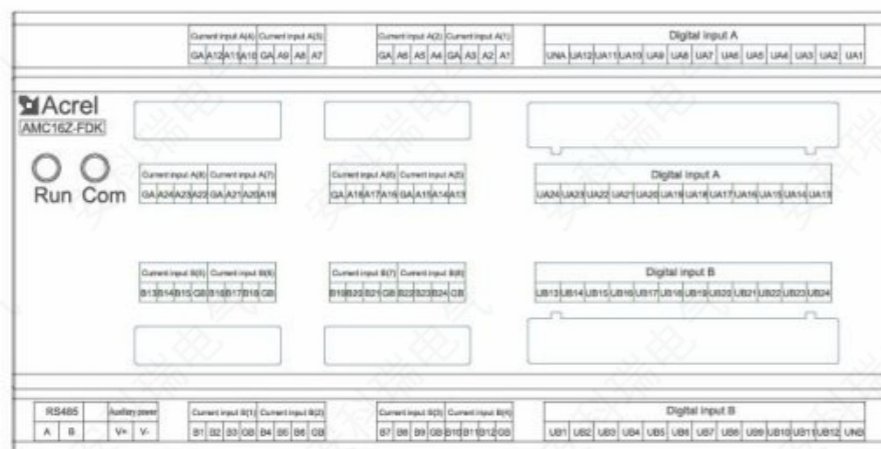 Current input A(4) Current input A(3) Current input A(2) Current input A(1) Digital input A
GA A12 A11 A10 GA A9 A8 A7 GA A6 A5 A4 GA A3 A2 A1 UNA UA12 UA11 UA10 UA9 UA8 UA7 UA6 UA5 UA4 UA3 UA2 UA1
Acrel
AMC16Z-FDK
Run Com
Current input A(8) Current input A(7) Current input A(6) Current input A(5) Digital input A
GA A24 A23 A22 GA A21 A20 A19 GA A18 A17 A16 GA A15 A14 A13 UA24 UA23 UA22 UA21 UA20 UA19 UA18 UA17 UA16 UA15 UA14 UA13
Current input B(5) Current input B(6) Current input B(7) Current input B(8) Digital input B
B13 B14 B15 GB B16 B17 B18 GB B19 B20 B21 GB B22 B23 B24 GB UB13 UB14 UB15 UB16 UB17 UB18 UB19 UB20 UB21 UB22 UB23 UB24
RS485 Auxiliary power Current input B(1) Current input B(2) Current input B(3) Current input B(4) Digital input B
A B V+ V- B1 B2 B3 GB B4 B5 B6 GB B7 B8 B9 GB B10 B11 B12 GB UB1 UB2 UB3 UB4 UB5 UB6 UB7 UB8 UB9 UB10 UB11 UB12 UNB
安科瑞电气